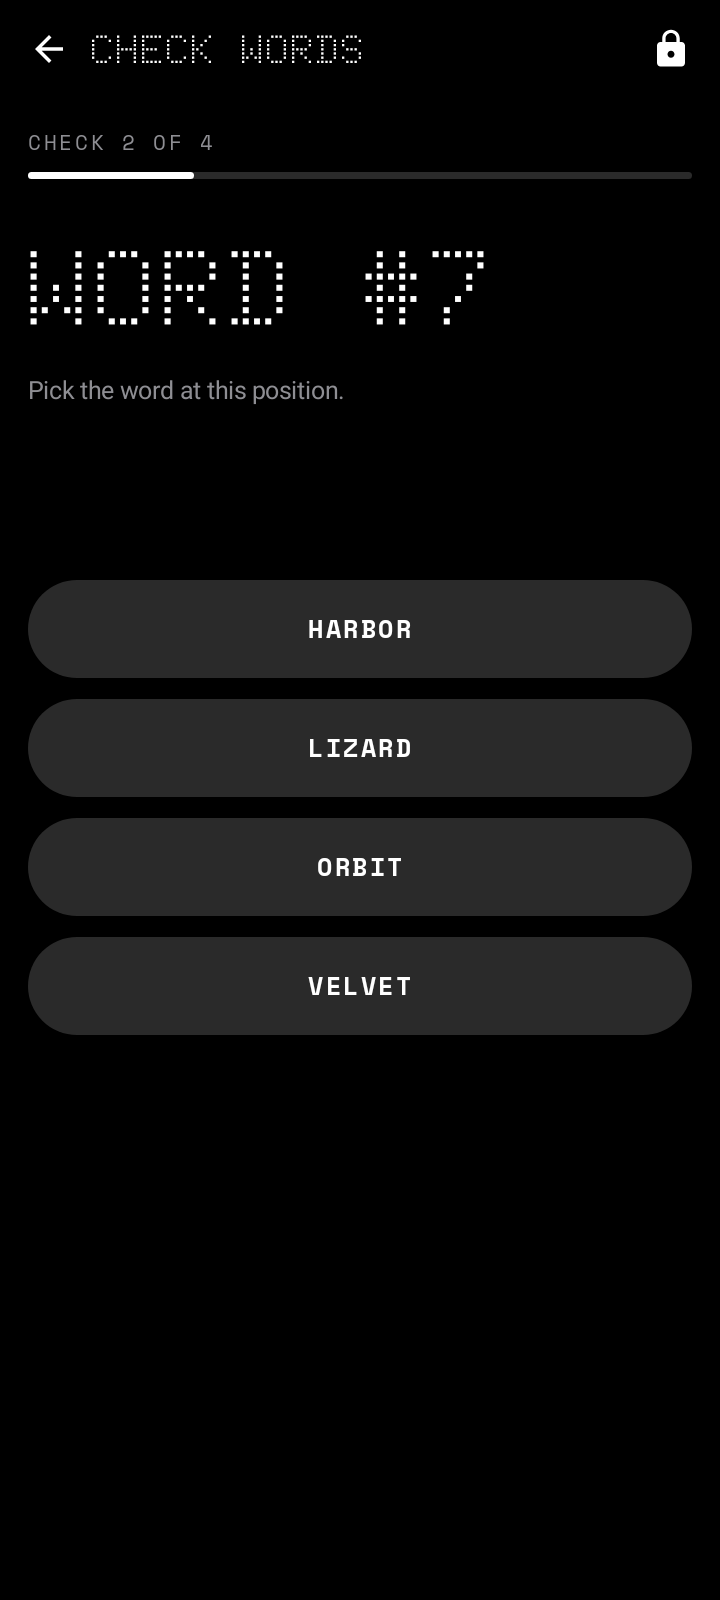 CHECK WORDS
CHECK 2 OF 4
WORD #7
Pick the word at this position.
HARBOR
LIZARD
ORBIT
VELVET